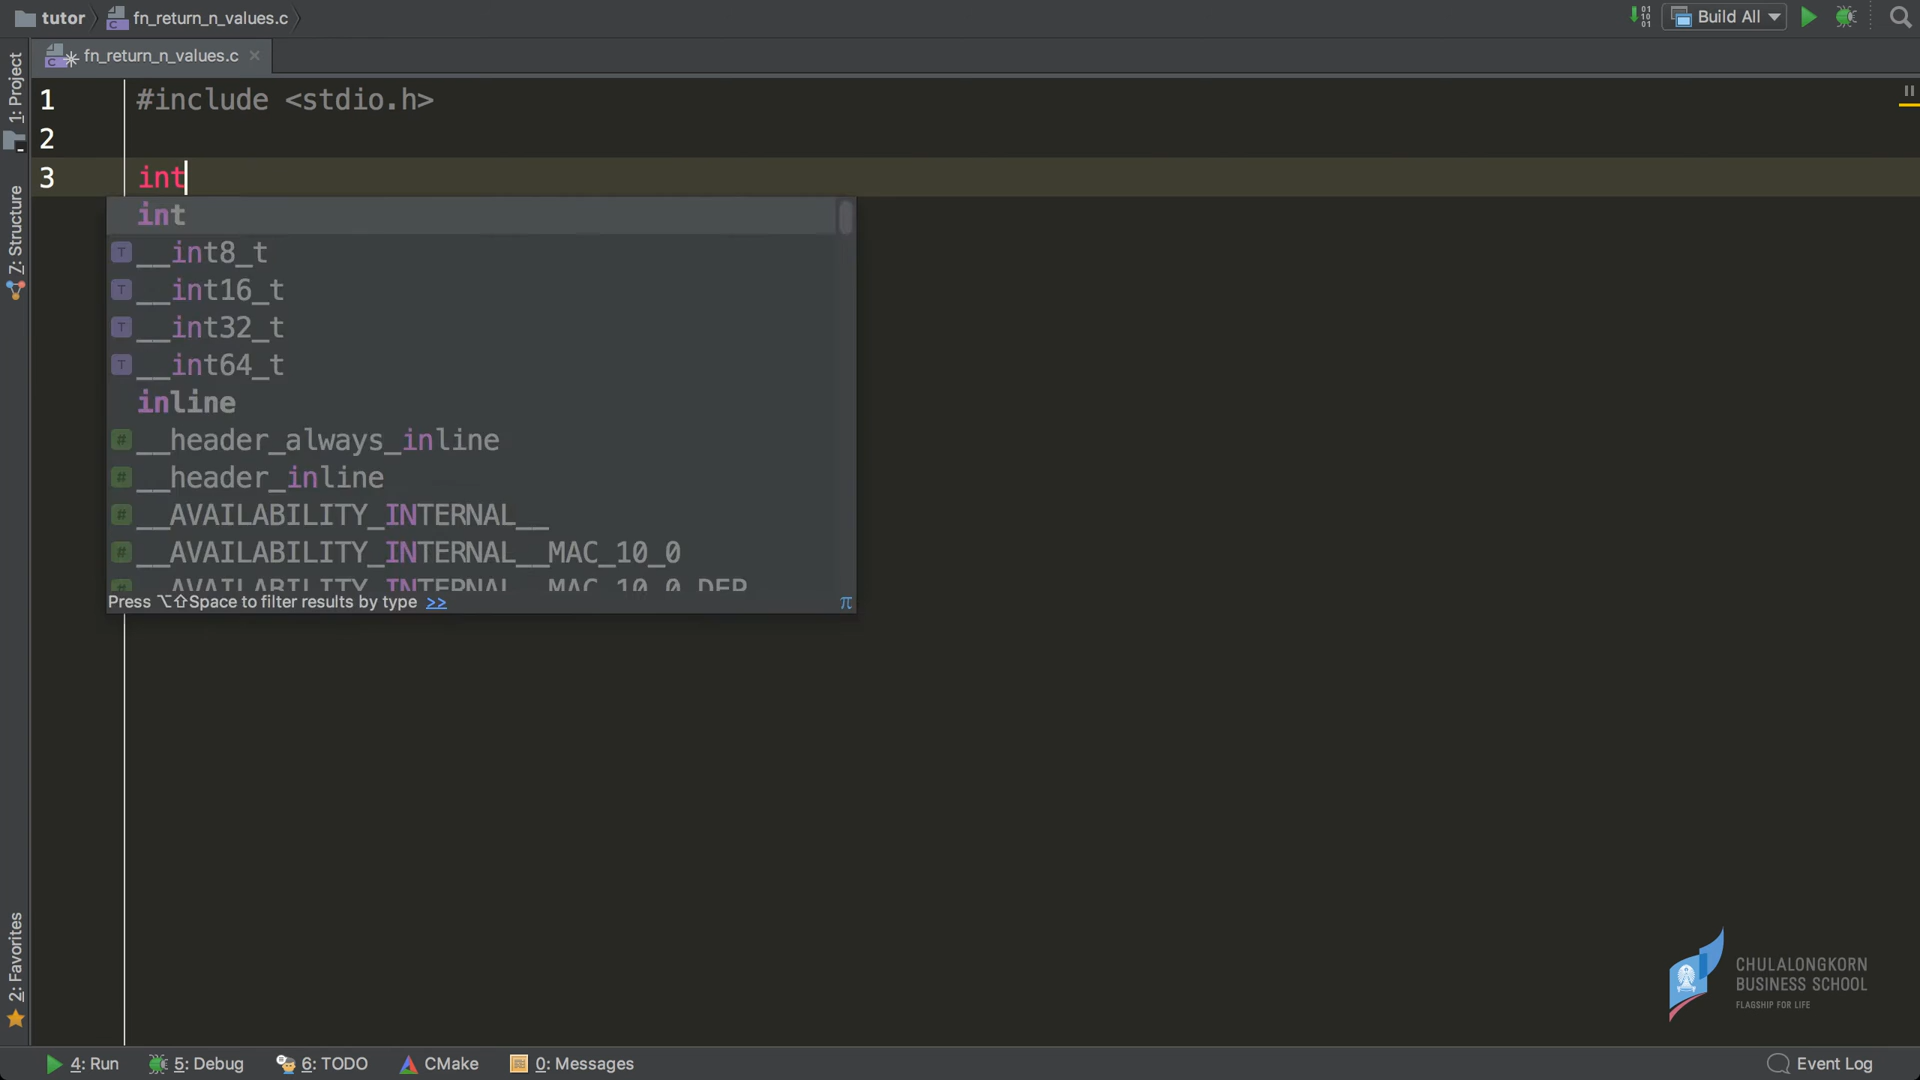 tutor fn_return_n_values.c
Build All
fn_return_n_values.c
1: Project
7: Structure
2: Favorites
1 #include <stdio.h>
2
3 int
int
__int8_t
__int16_t
__int32_t
__int64_t
inline
__header_always_inline
__header_inline
__AVAILABILITY_INTERNAL__
__AVAILABILITY_INTERNAL__MAC_10_0
__AVAILABILITY_INTERNAL__MAC_10_0_DEP
Press ⌥⇧Space to filter results by type >> π
CHULALONGKORN
BUSINESS SCHOOL
FLAGSHIP FOR LIFE
4: Run 5: Debug 6: TODO CMake 0: Messages Event Log